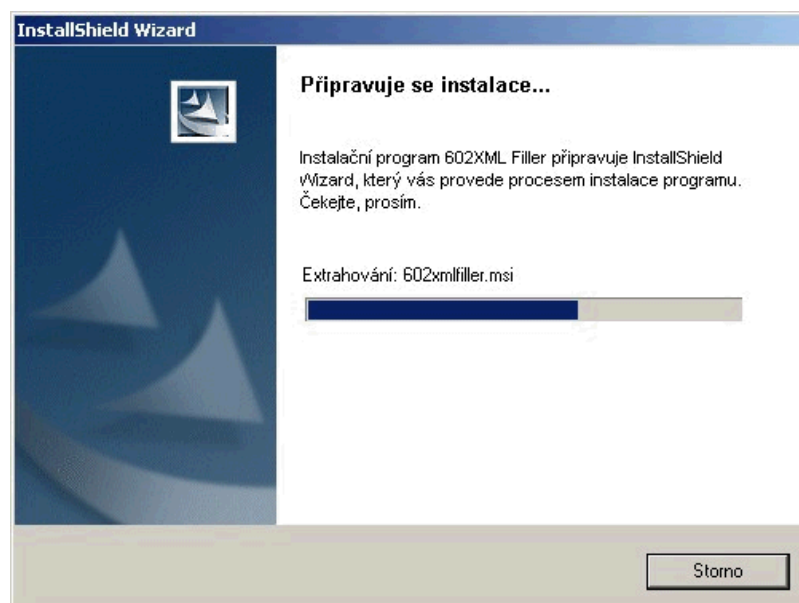 InstallShield Wizard
Připravuje se instalace...
Instalační program 602XML Filler připravuje InstallShield
Wizard, který vás provede procesem instalace programu.
Čekejte, prosím.
Extrahování: 602xmlfiller.msi
Storno